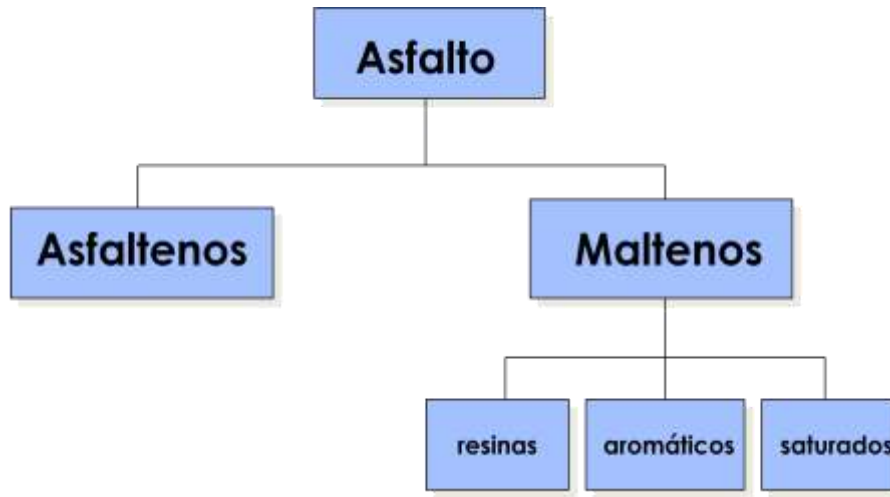 Asfalto
Asfaltenos
Maltenos
resinas
aromáticos
saturados